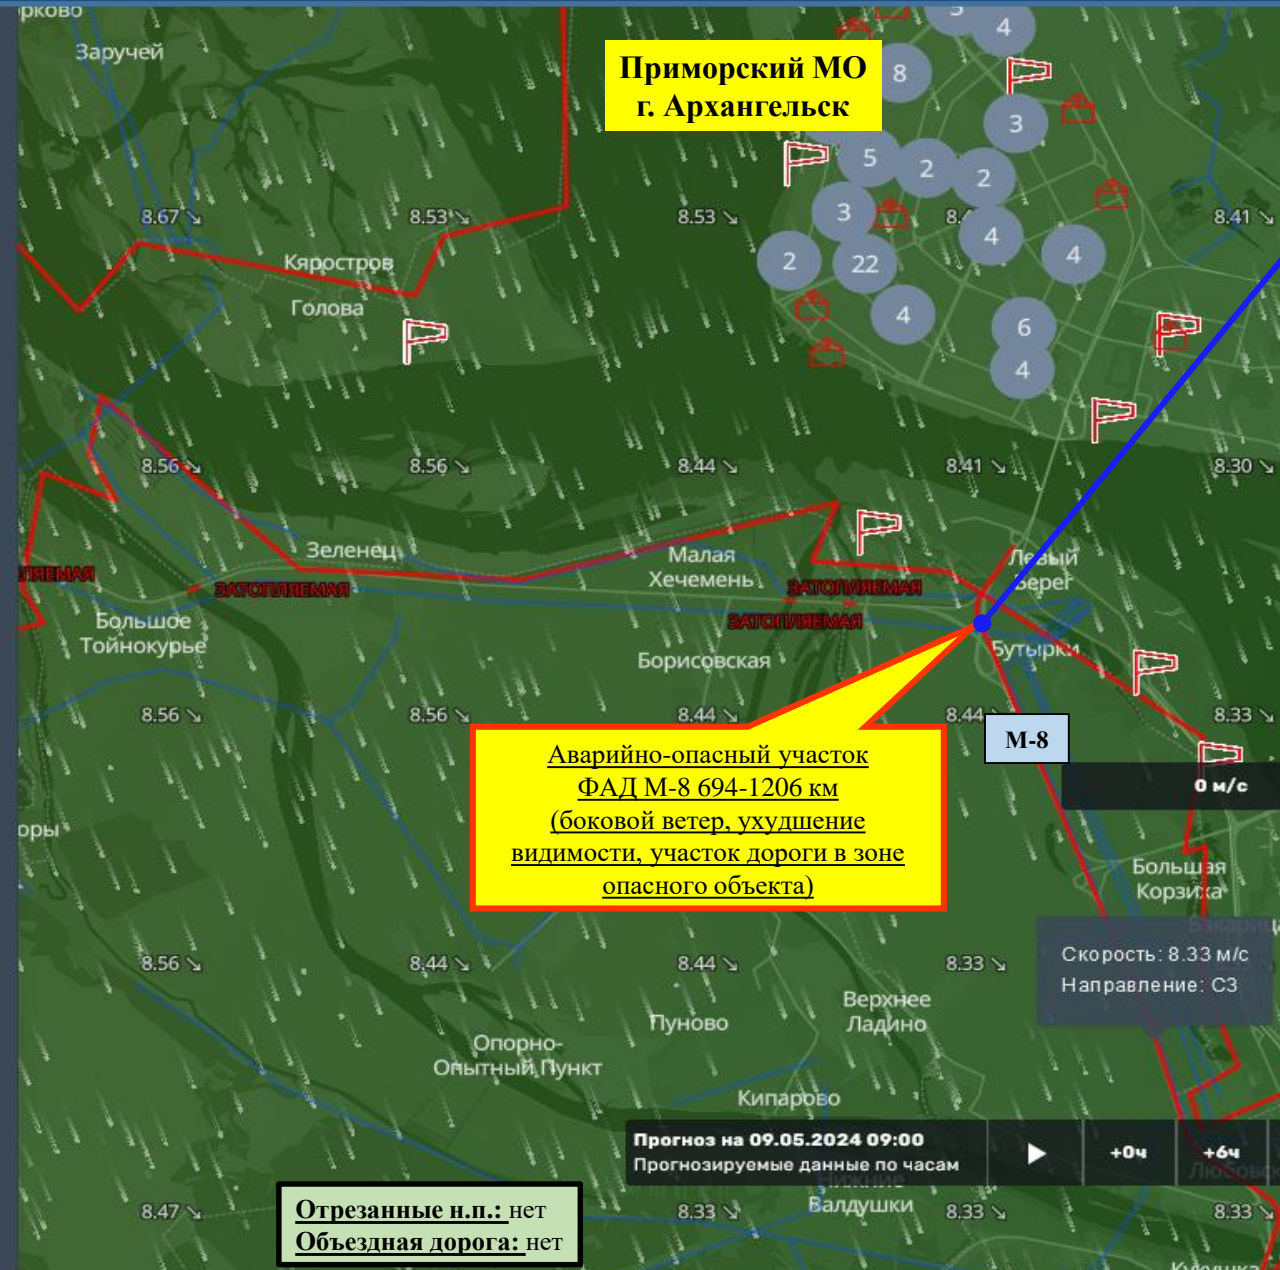 рково
Заручей
Приморский МО
г. Архангельск
5
4
8
3
5
2
2
3
4
4
2
22
4
6
4
8.67 ↘
8.53 ↘
8.53 ↘
8.41 ↘
Кяростров
Голова
8.56 ↘
8.56 ↘
8.44 ↘
8.41 ↘
8.30 ↘
Зеленец
Малая
Хечемень
Левый
Берег
ЗАТОПЛЯЕМАЯ
ЗАТОПЛЯЕМАЯ
ЗАТОПЛЯЕМАЯ
Большое
Тойнокурье
Борисовская
Бутырки
8.56 ↘
8.56 ↘
8.44 ↘
8.44
8.33 ↘
М-8
Аварийно-опасный участок
ФАД М-8 694-1206 км
(боковой ветер, ухудшение
видимости, участок дороги в зоне
опасного объекта)
0 м/с
оры
Большая
Корзиха
Бакарица
Скорость: 8.33 м/с
Направление: СЗ
8.56 ↘
8.44 ↘
8.44 ↘
8.33 ↘
Верхнее
Ладино
Пуново
Опорно-
Опытный Пункт
Кипарово
Прогноз на 09.05.2024 09:00
Прогнозируемые данные по часам
+0ч
+6ч
Нижние
Валдушки
8.47 ↘
8.33 ↘
8.33 ↘
8.33 ↘
Отрезанные н.п.: нет
Объездная дорога: нет